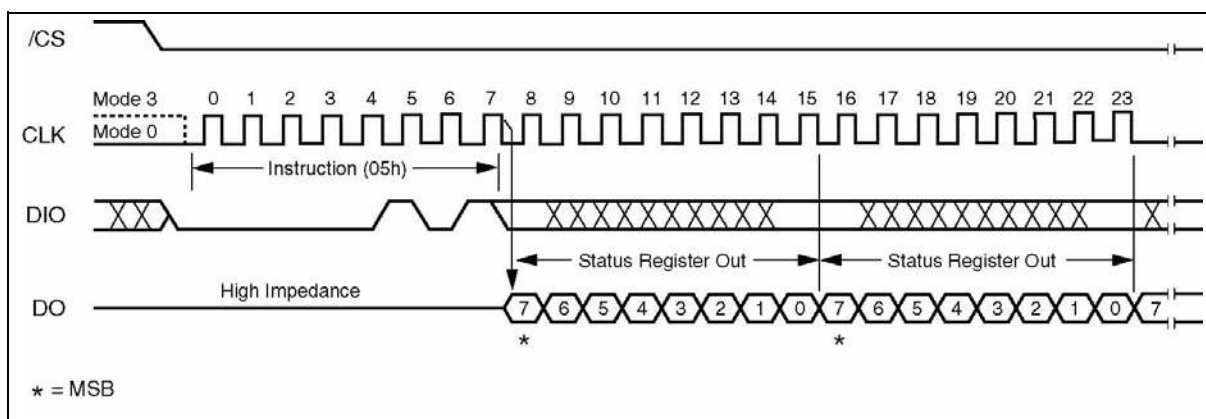 /CS
Mode 3 0 1 2 3 4 5 6 7 8 9 10 11 12 13 14 15 16 17 18 19 20 21 22 23
CLK Mode 0
Instruction (05h)
DIO
Status Register Out Status Register Out
High Impedance
DO 7 6 5 4 3 2 1 0 7 6 5 4 3 2 1 0 7
* *
* = MSB